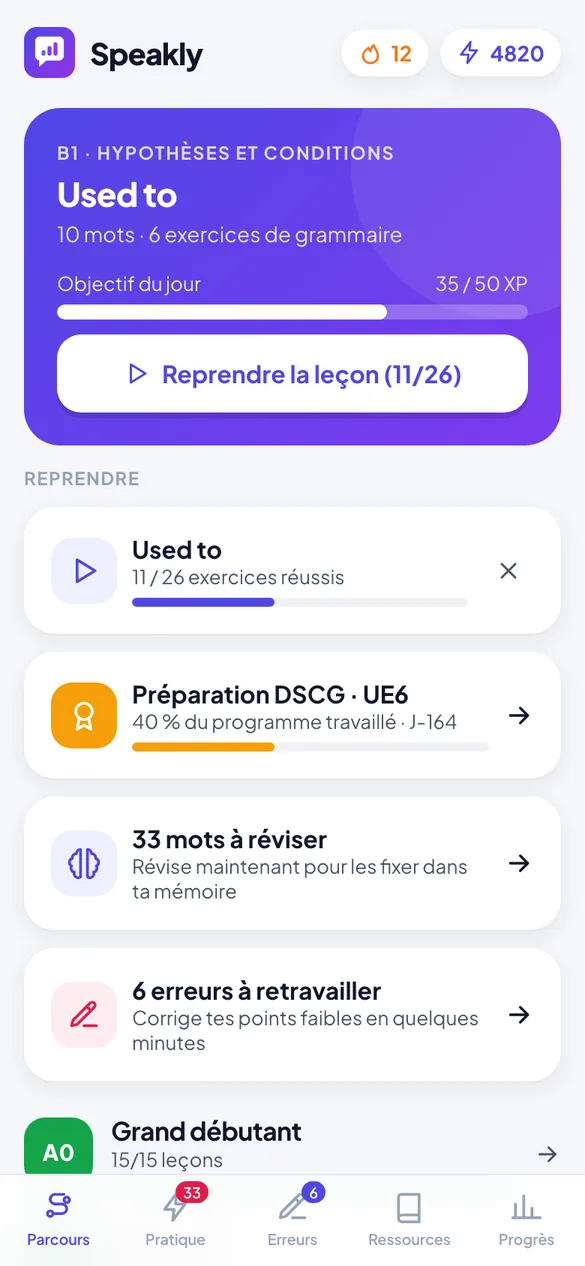 Speakly
12
4820
B1 · HYPOTHÈSES ET CONDITIONS
Used to
10 mots · 6 exercices de grammaire
Objectif du jour
35 / 50 XP
Reprendre la leçon (11/26)
REPRENDRE
Used to
11 / 26 exercices réussis
Préparation DSCG · UE6
40 % du programme travaillé · J-164
33 mots à réviser
Révise maintenant pour les fixer dans
ta mémoire
6 erreurs à retravailler
Corrige tes points faibles en quelques
minutes
A0
Grand débutant
15/15 leçons
33
6
Parcours
Pratique
Erreurs
Ressources
Progrès